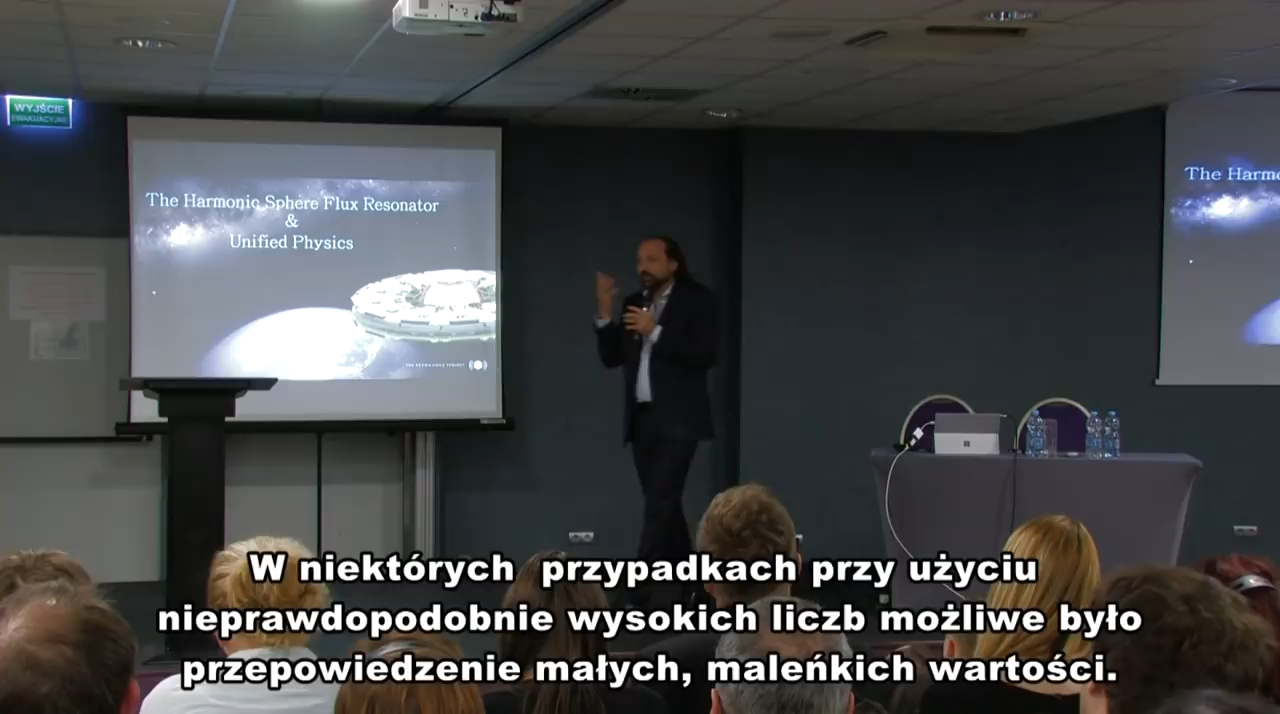 WYJŚCIE
EWAKUACYJNE
The Harmonic Sphere Flux Resonator
&
Unified Physics
The Harmo
W niektórych przypadkach przy użyciu
nieprawdopodobnie wysokich liczb możliwe było
przepowiedzenie małych, maleńkich wartości.